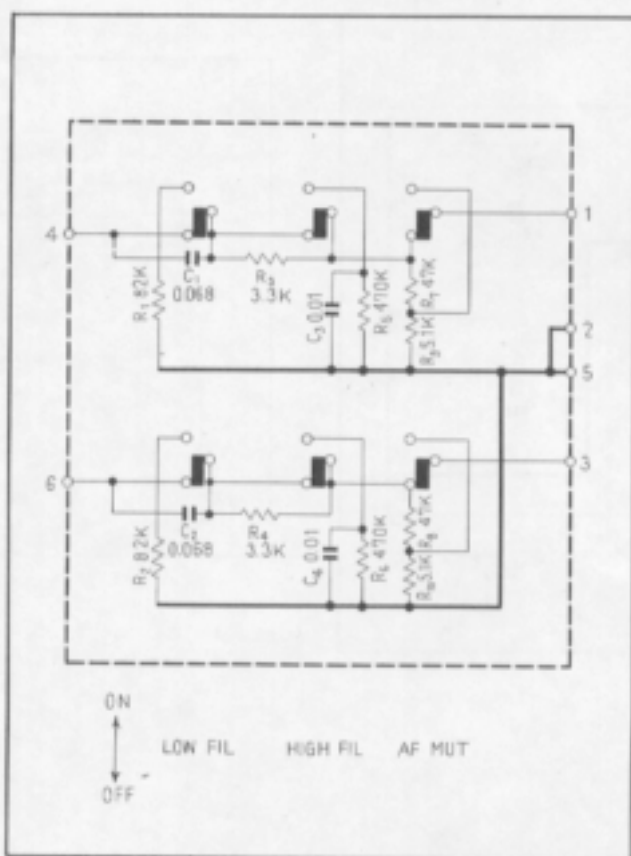 4
1
C₁
0.068
R₃
3.3K
R₁ 82K
C₃ 0.01
R₅ 470K
R₇ 47K
5.1K
2
5
6
3
C₂
0.068
R₄
3.3K
R₂ 82K
C₄ 0.01
R₆ 470K
R₈ 47K
5.1K
ON
OFF
LOW FIL
HIGH FIL
AF MUT